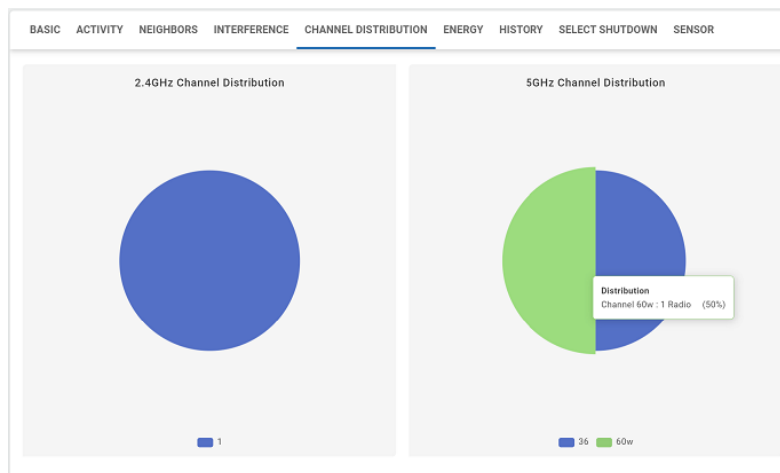 BASIC ACTIVITY NEIGHBORS INTERFERENCE CHANNEL DISTRIBUTION ENERGY HISTORY SELECT SHUTDOWN SENSOR
2.4GHz Channel Distribution
1
5GHz Channel Distribution
Distribution
Channel 60w : 1 Radio (50%)
36 60w